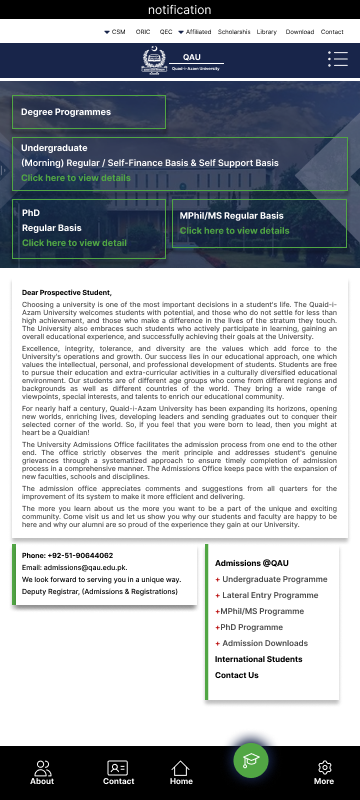 notification
CSM ORIC QEC Affiliated Scholarshis Library Download Contact
QAU
Quaid-i-Azam University
Degree Programmes
Undergraduate
(Morning) Regular / Self-Finance Basis & Self Support Basis
Click here to view details
PhD
Regular Basis
Click here to view detail
MPhil/MS Regular Basis
Click here to view details
Dear Prospective Student,
Choosing a university is one of the most important decisions in a student's life. The Quaid-i-
Azam University welcomes students with potential, and those who do not settle for less than
high achievement, and those who make a difference in the lives of the stratum they touch.
The University also embraces such students who actively participate in learning, gaining an
overall educational experience, and successfully achieving their goals at the University.
Excellence, integrity, tolerance, and diversity are the values which add force to the
University's operations and growth. Our success lies in our educational approach, one which
values the intellectual, personal, and professional development of students. Students are free
to pursue their education and extra-curricular activities in a culturally diversified educational
environment. Our students are of different age groups who come from different regions and
backgrounds as well as different countries of the world. They bring a wide range of
viewpoints, special interests, and talents to enrich our educational community.
For nearly half a century, Quaid-i-Azam University has been expanding its horizons, opening
new worlds, enriching lives, developing leaders and sending graduates out to conquer their
selected corner of the world. So, if you feel that you were born to lead, then you might at
heart be a Quaidian!
The University Admissions Office facilitates the admission process from one end to the other
end. The office strictly observes the merit principle and addresses student's genuine
grievances through a systematized approach to ensure timely completion of admission
process in a comprehensive manner. The Admissions Office keeps pace with the expansion of
new faculties, schools and disciplines.
The admission office appreciates comments and suggestions from all quarters for the
improvement of its system to make it more efficient and delivering.
The more you learn about us the more you want to be a part of the unique and exciting
community. Come visit us and let us show you why our students and faculty are happy to be
here and why our alumni are so proud of the experience they gain at our University.
Phone: +92-51-90644062
Email: admissions@qau.edu.pk.
We look forward to serving you in a unique way.
Deputy Registrar, (Admissions & Registrations)
Admissions @QAU
+ Undergraduate Programme
+ Lateral Entry Programme
+MPhil/MS Programme
+PhD Programme
+ Admission Downloads
International Students
Contact Us
About Contact Home More